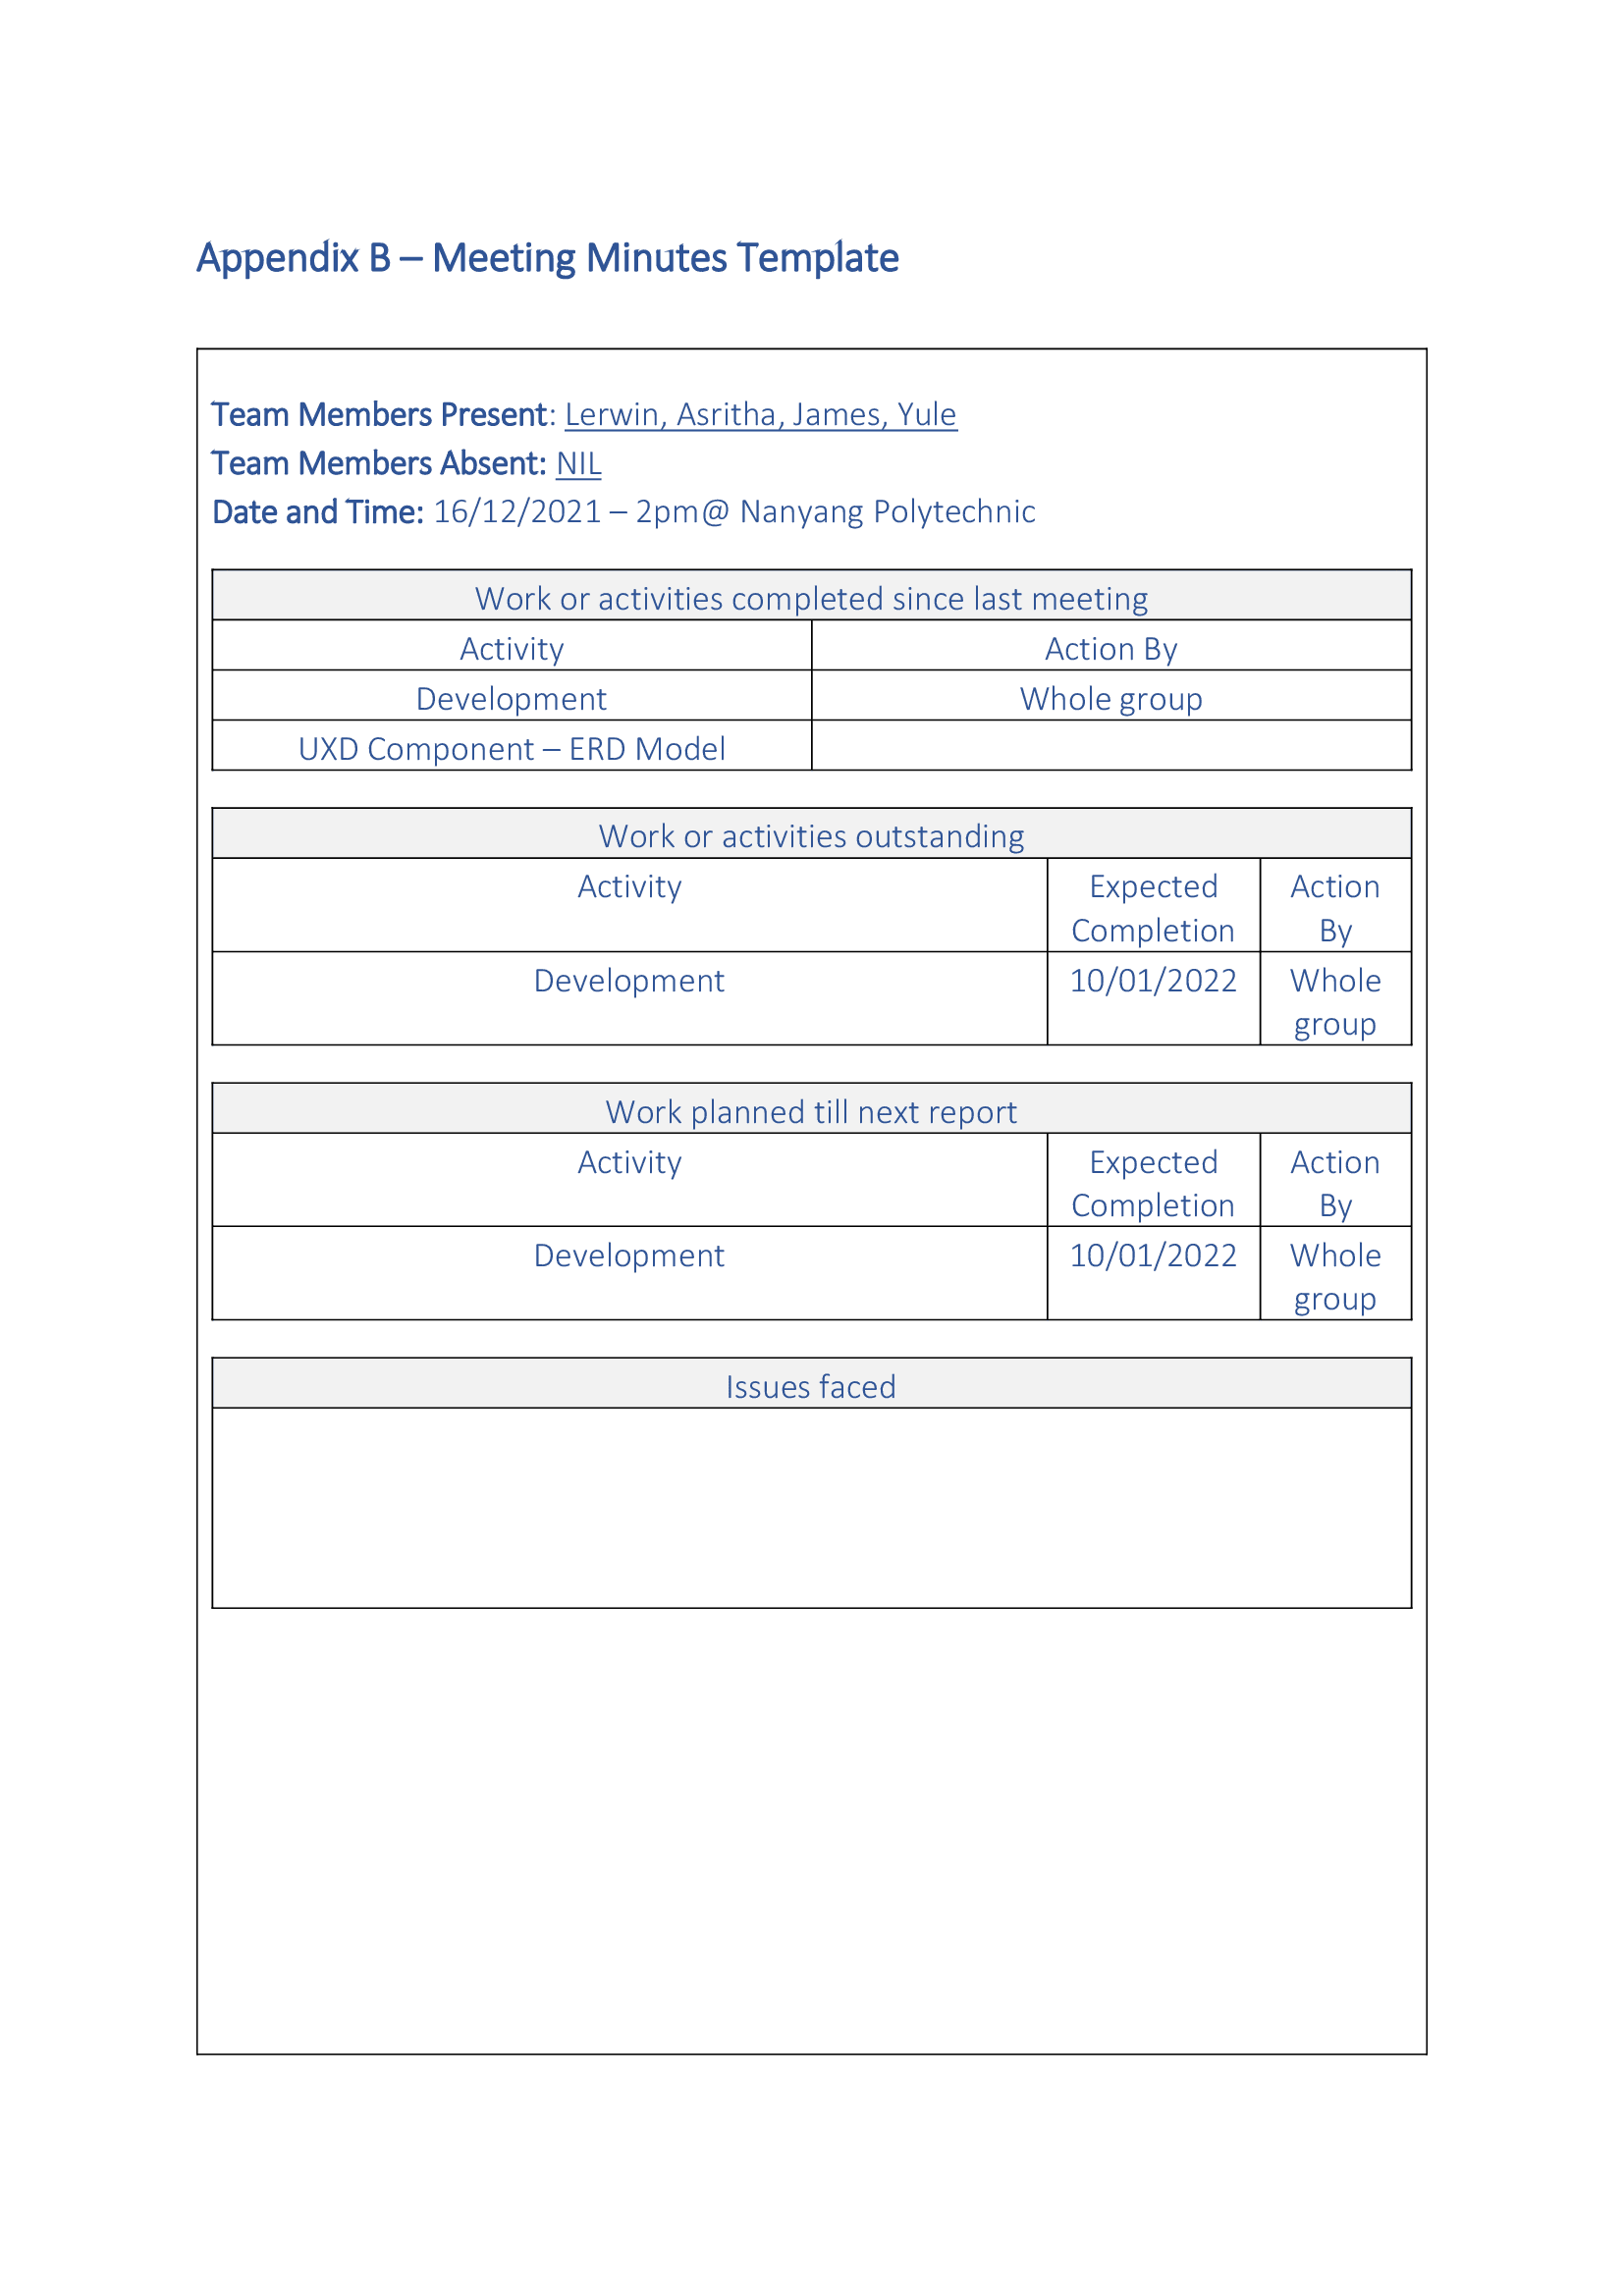 Appendix B – Meeting Minutes Template
Team Members Present: Lerwin, Asritha, James, Yule
Team Members Absent: NIL
Date and Time: 16/12/2021 – 2pm@ Nanyang Polytechnic
Work or activities completed since last meeting
Activity Action By
Development Whole group
UXD Component – ERD Model
Work or activities outstanding
Activity Expected Action
Completion By
Development 10/01/2022 Whole
group
Work planned till next report
Activity Expected Action
Completion By
Development 10/01/2022 Whole
group
Issues faced